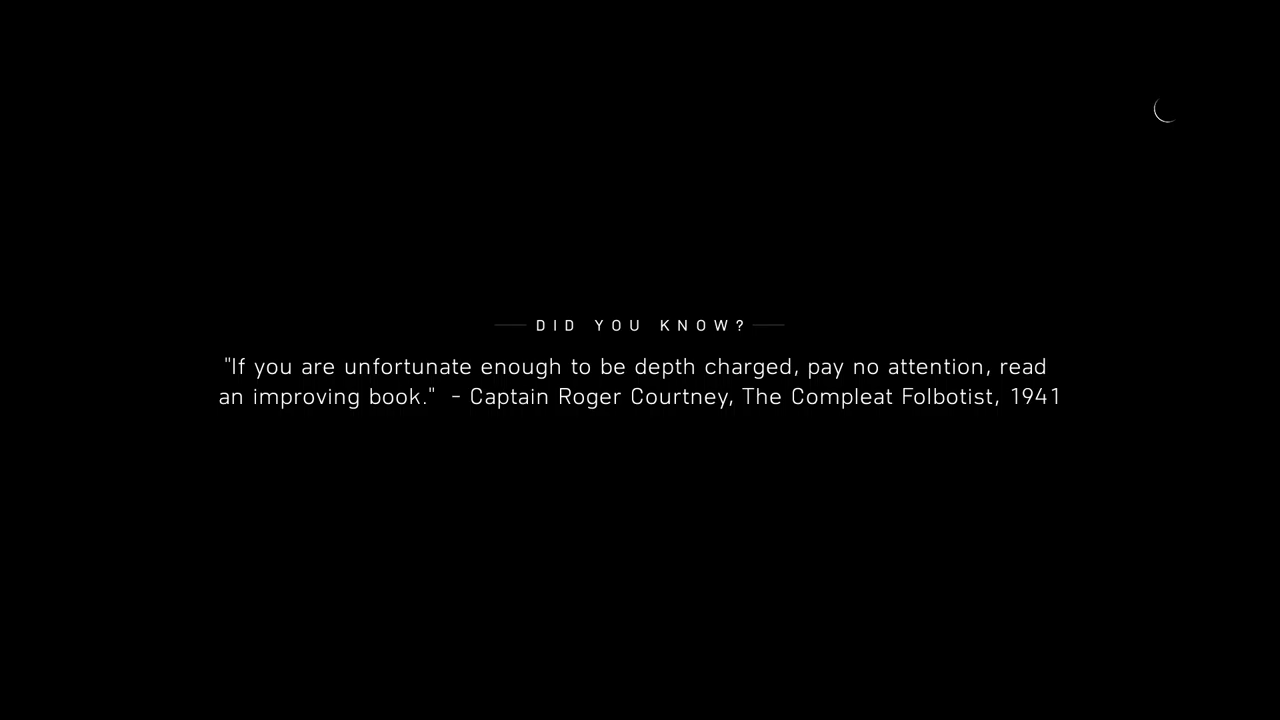 DID YOU KNOW?
"If you are unfortunate enough to be depth charged, pay no attention, read
an improving book."  - Captain Roger Courtney, The Compleat Folbotist, 1941